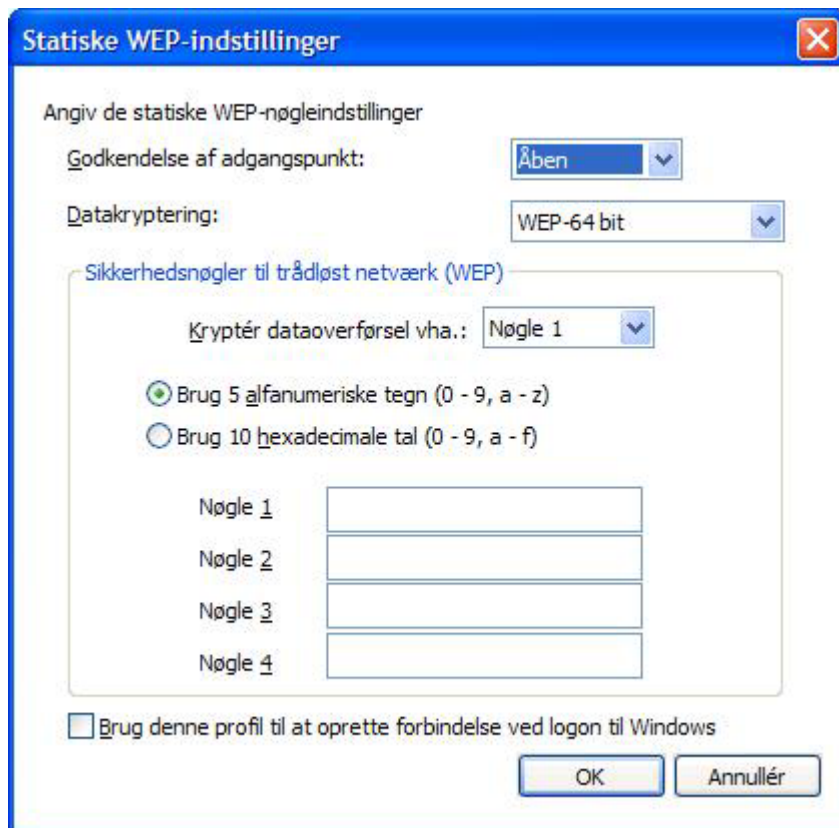 Statiske WEP-indstillinger
Angiv de statiske WEP-nøgleindstillinger
Godkendelse af adgangspunkt: Åben
Datakryptering: WEP-64 bit
Sikkerhedsnøgler til trådløst netværk (WEP)
Kryptér dataoverførsel vha.: Nøgle 1
Brug 5 alfanumeriske tegn (0 - 9, a - z)
Brug 10 hexadecimale tal (0 - 9, a - f)
Nøgle 1
Nøgle 2
Nøgle 3
Nøgle 4
Brug denne profil til at oprette forbindelse ved logon til Windows
OK Annullér